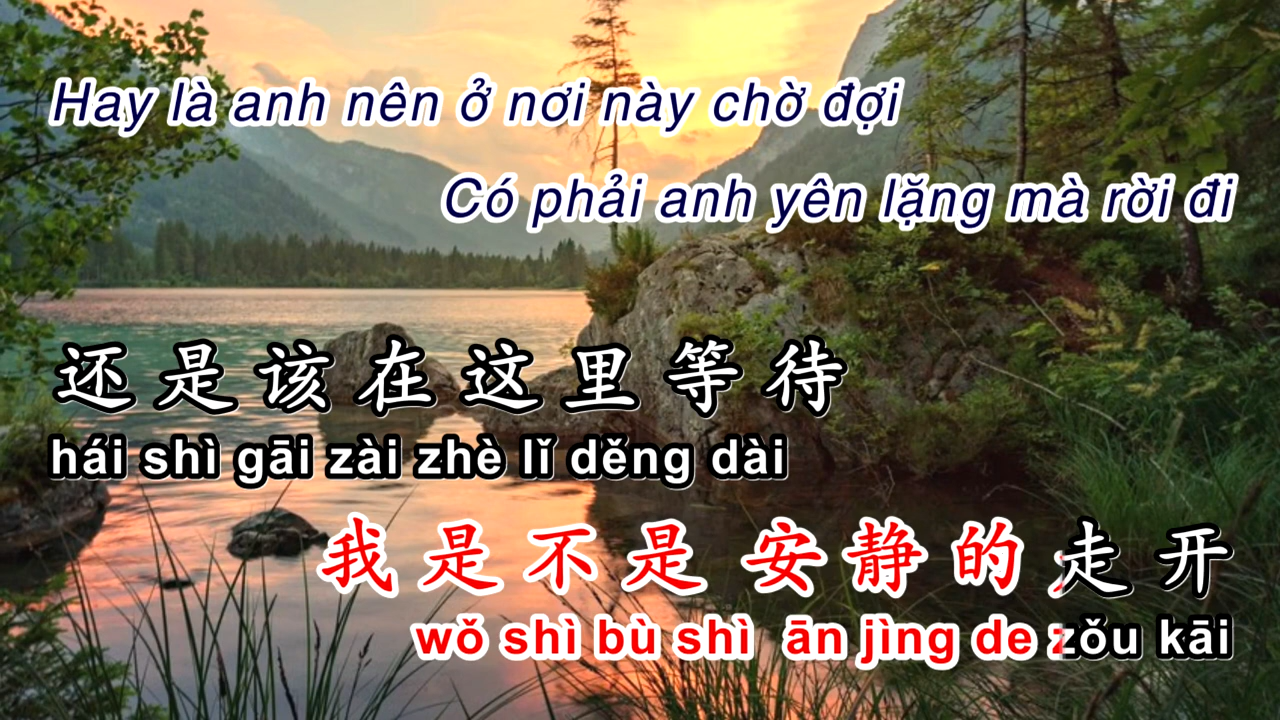 Hay là anh nên ở nơi này chờ đợi
Có phải anh yên lặng mà rời đi
还是该在这里等待
hái shì gāi zài zhè lǐ děng dài
我是不是 安静的走开
wǒ shì bù shì ān jìng de zǒu kāi